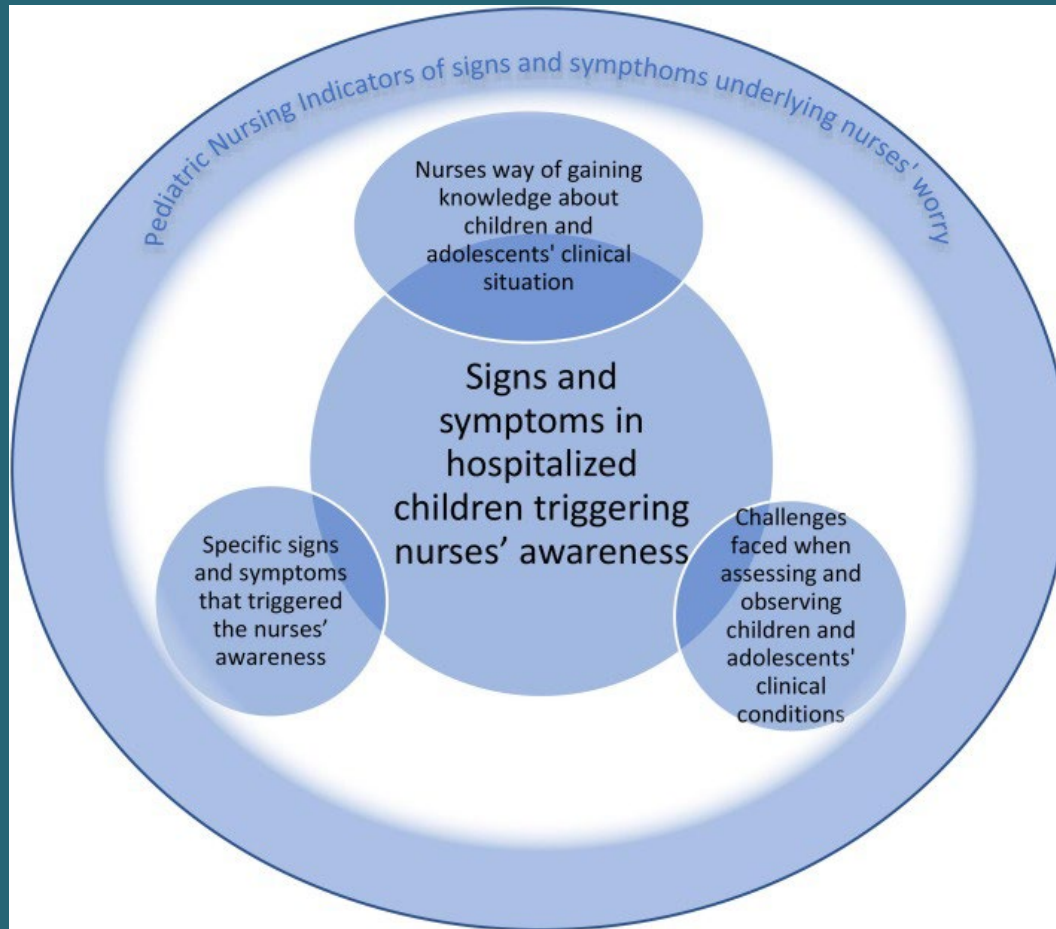 Pediatric Nursing Indicators of signs and sympthoms underlying nurses' worry
Nurses way of gaining
knowledge about
children and
adolescents' clinical
situation
Signs and
symptoms in
hospitalized
children triggering
nurses’ awareness
Specific signs
and symptoms
that triggered
the nurses’
awareness
Challenges
faced when
assessing and
observing
children and
adolescents'
clinical
conditions